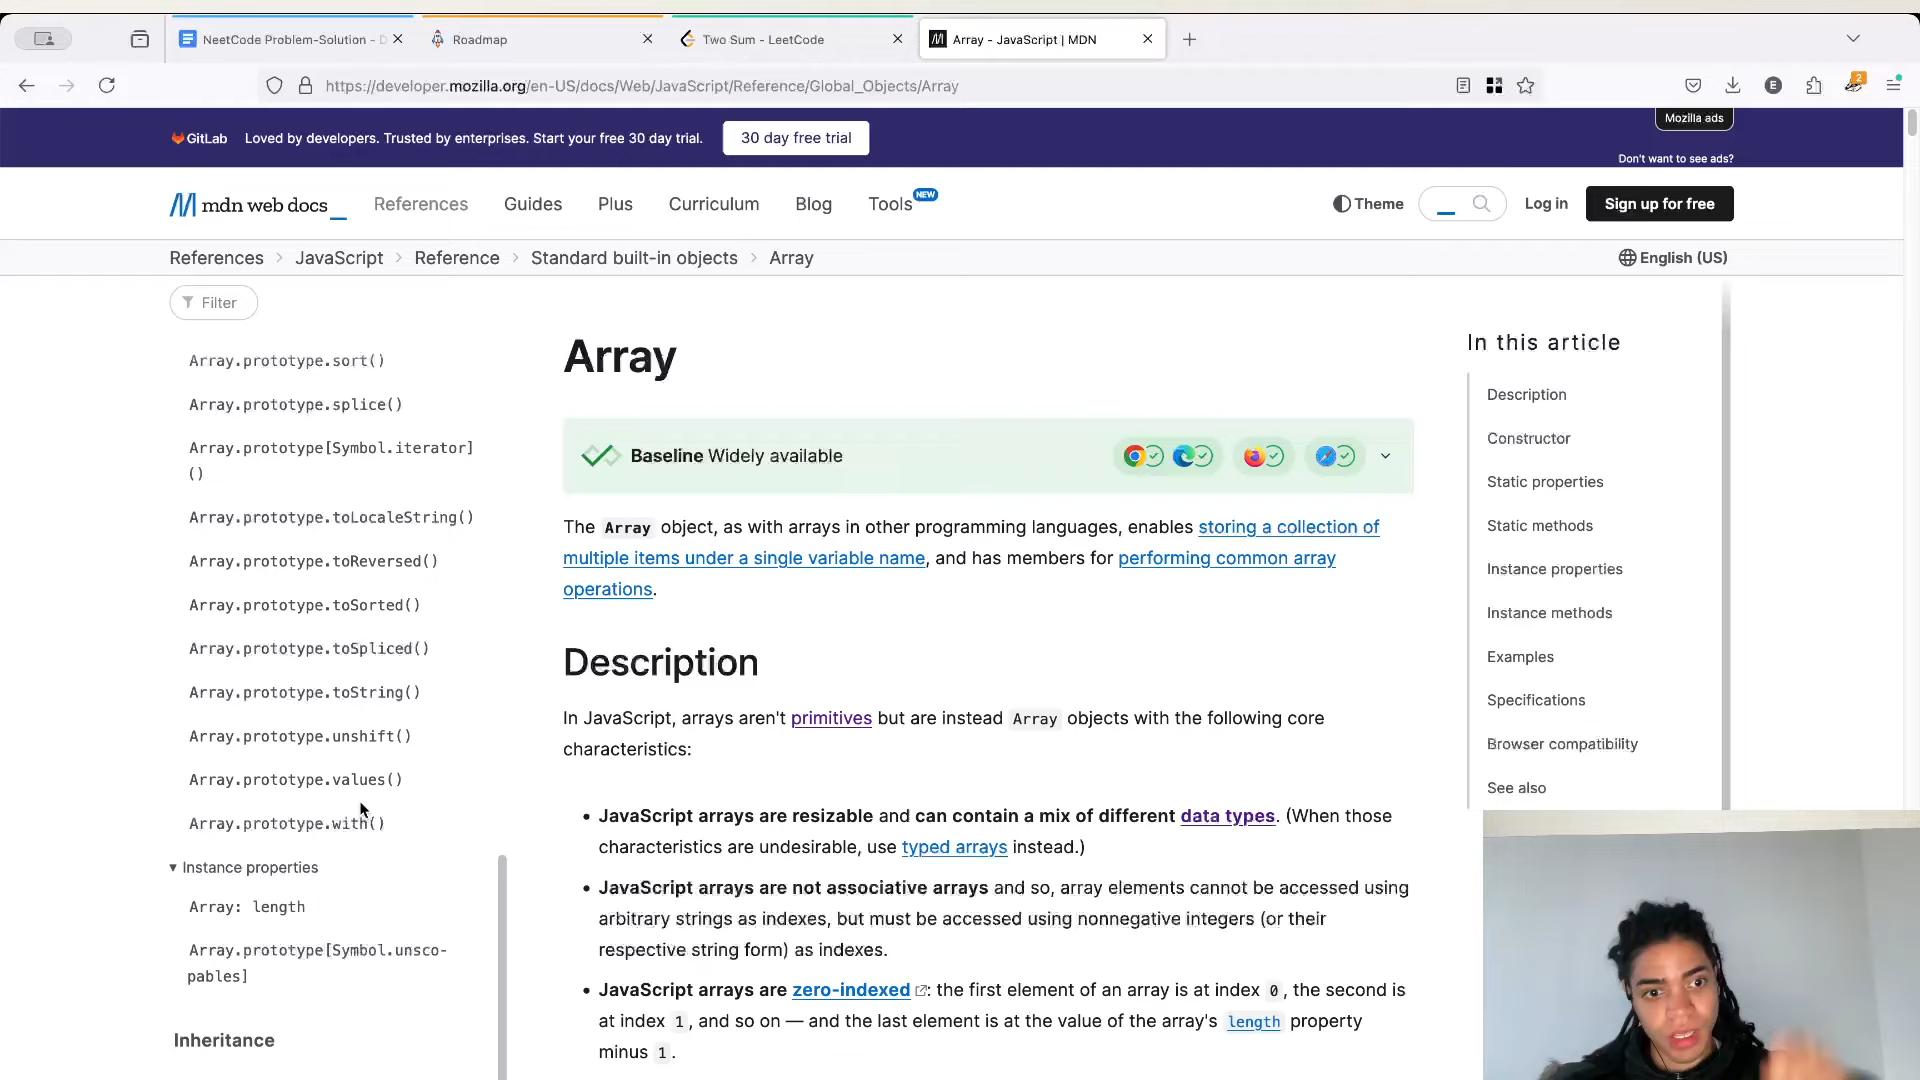 NeetCode Problem-Solution - D
Roadmap
Two Sum - LeetCode
Array - JavaScript | MDN
https://developer.mozilla.org/en-US/docs/Web/JavaScript/Reference/Global_Objects/Array
E
2
Mozilla ads
GitLab
Loved by developers. Trusted by enterprises. Start your free 30 day trial.
30 day free trial
Don't want to see ads?
mdn web docs_
References
Guides
Plus
Curriculum
Blog
Tools
NEW
Theme
Log in
Sign up for free
References > JavaScript > Reference > Standard built-in objects > Array
English (US)
Filter
Array.prototype.sort()
Array.prototype.splice()
Array.prototype[Symbol.iterator]
()
Array.prototype.toLocaleString()
Array.prototype.toReversed()
Array.prototype.toSorted()
Array.prototype.toSpliced()
Array.prototype.toString()
Array.prototype.unshift()
Array.prototype.values()
Array.prototype.with()
Instance properties
Array: length
Array.prototype[Symbol.unsco-
pables]
Inheritance
Array
Baseline Widely available
The Array object, as with arrays in other programming languages, enables storing a collection of
multiple items under a single variable name, and has members for performing common array
operations.
Description
In JavaScript, arrays aren't primitives but are instead Array objects with the following core
characteristics:
• JavaScript arrays are resizable and can contain a mix of different data types. (When those
characteristics are undesirable, use typed arrays instead.)
• JavaScript arrays are not associative arrays and so, array elements cannot be accessed using
arbitrary strings as indexes, but must be accessed using nonnegative integers (or their
respective string form) as indexes.
• JavaScript arrays are zero-indexed: the first element of an array is at index 0, the second is
at index 1, and so on — and the last element is at the value of the array's length property
minus 1.
In this article
Description
Constructor
Static properties
Static methods
Instance properties
Instance methods
Examples
Specifications
Browser compatibility
See also